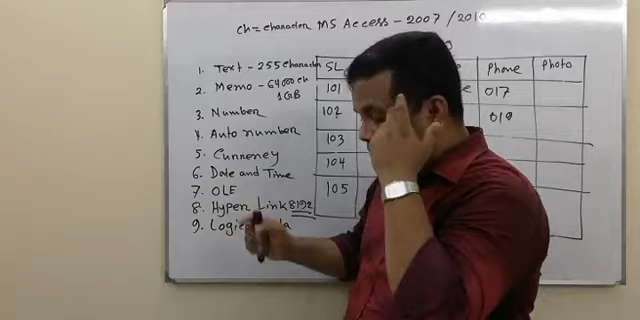 ch = character MS Access - 2007 / 2010
1. Text - 255 character
2. Memo - 64000 ch
1GB
3. Number
4. Auto number
5. Currency
6. Date and Time
7. OLE
8. Hyper Link 8192
9. Logic
SL Phone Photo
101 017
102 018
103
104
105